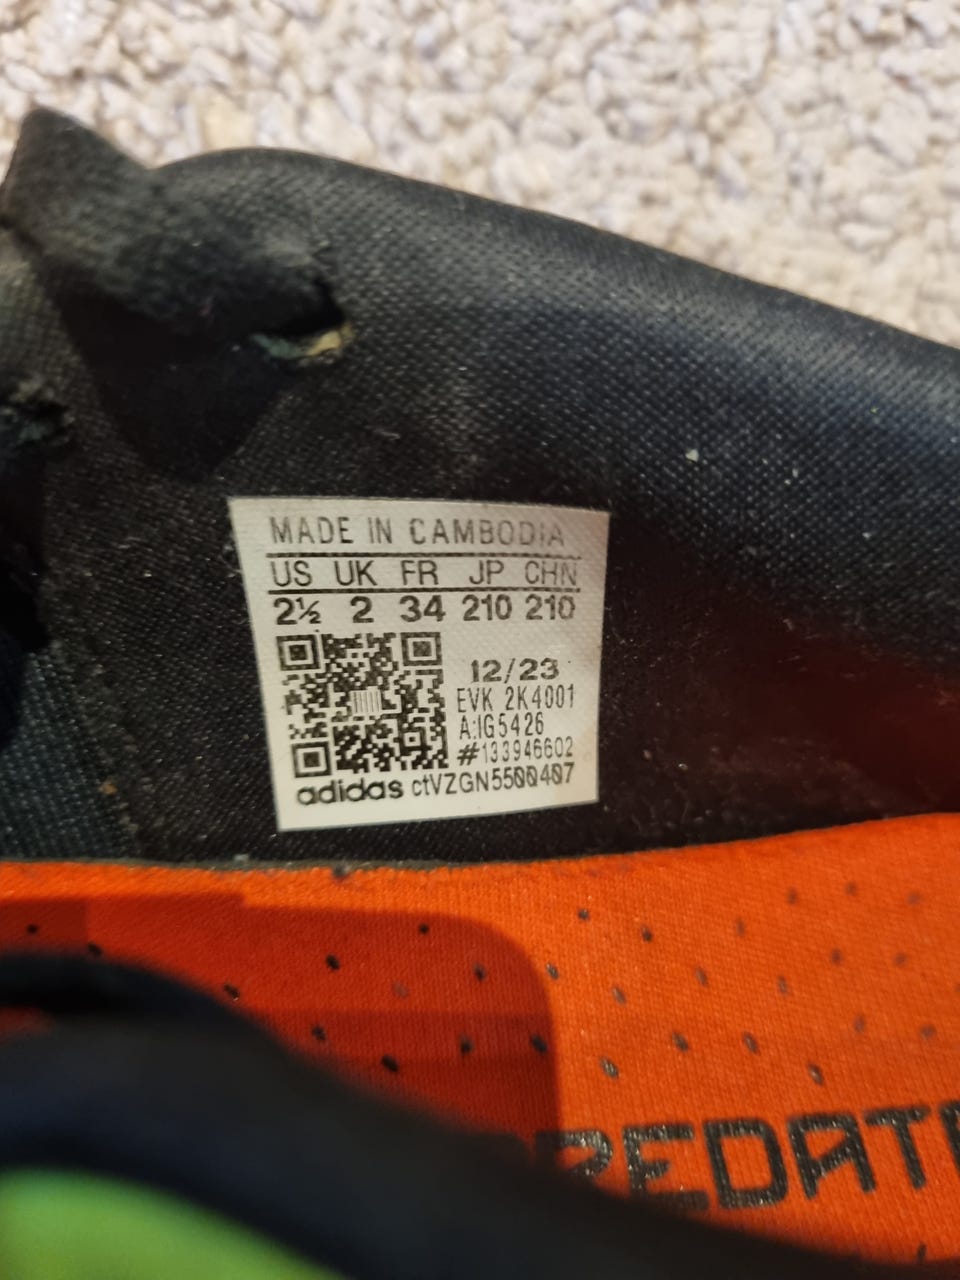 MADE IN CAMBODIA
US UK FR JP CHN
2½ 2 34 210 210
12/23
EVK 2K4001
A:IG5426
#133946602
adidas ctVZGN5500407
PREDAT